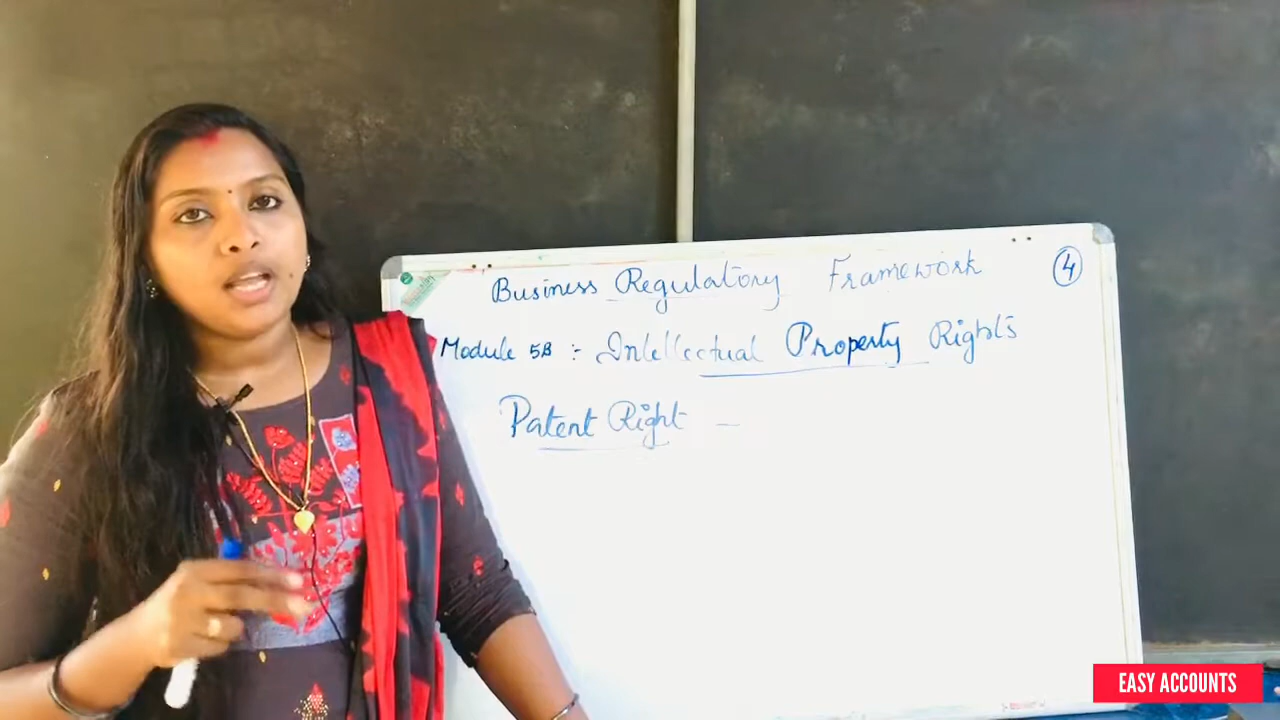 Business Regulatory Framework 4
Module 5B :- Intellectual Property Rights
Patent Right —
EASY ACCOUNTS